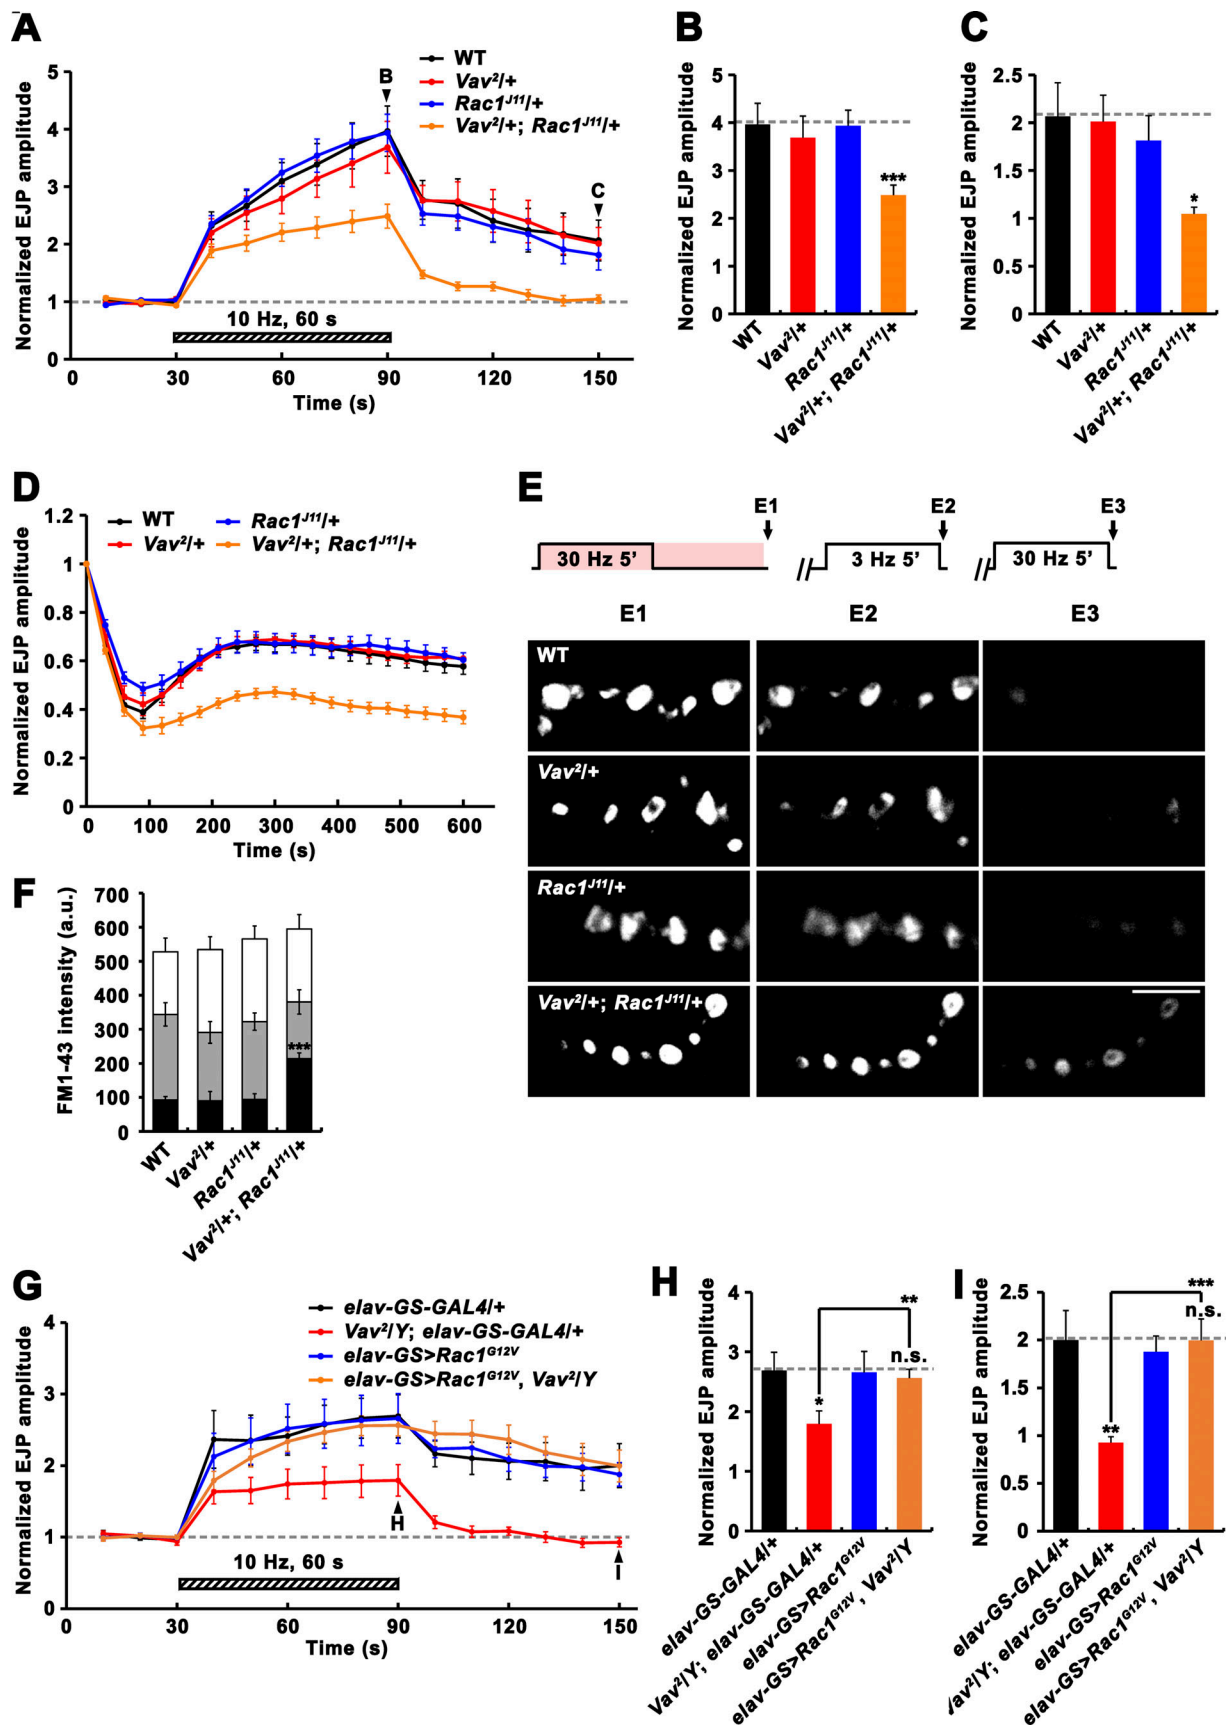 A
WT
Vav²/+
Rac1ᴶ¹¹/+
Vav²/+; Rac1ᴶ¹¹/+
B
C
Normalized EJP amplitude
5
4
3
2
1
0
10 Hz, 60 s
0
30
60
90
120
150
Time (s)
B
Normalized EJP amplitude
5
4
3
2
1
0
***
WT
Vav²/+
Rac1ᴶ¹¹/+
Vav²/+; Rac1ᴶ¹¹/+
C
Normalized EJP amplitude
2.5
2
1.5
1
0.5
0
*
WT
Vav²/+
Rac1ᴶ¹¹/+
Vav²/+; Rac1ᴶ¹¹/+
D
WT
Rac1ᴶ¹¹/+
Vav²/+
Vav²/+; Rac1ᴶ¹¹/+
Normalized EJP amplitude
1.2
1
0.8
0.6
0.4
0.2
0
0
100
200
300
400
500
600
Time (s)
E
E1
E2
E3
30 Hz 5'
3 Hz 5'
30 Hz 5'
E1
E2
E3
WT
Vav²/+
Rac1ᴶ¹¹/+
Vav²/+; Rac1ᴶ¹¹/+
F
FM1-43 intensity (a.u.)
700
600
500
400
300
200
100
0
***
WT
Vav²/+
Rac1ᴶ¹¹/+
Vav²/+; Rac1ᴶ¹¹/+
G
elav-GS-GAL4/+
Vav²/Y; elav-GS-GAL4/+
elav-GS>Rac1ᴳ¹²ⱽ
elav-GS>Rac1ᴳ¹²ⱽ, Vav²/Y
Normalized EJP amplitude
4
3
2
1
0
H
I
10 Hz, 60 s
0
30
60
90
120
150
Time (s)
H
Normalized EJP amplitude
4
3
2
1
0
**
n.s.
*
elav-GS-GAL4/+
Vav²/Y; elav-GS-GAL4/+
elav-GS>Rac1ᴳ¹²ⱽ
elav-GS>Rac1ᴳ¹²ⱽ, Vav²/Y
I
Normalized EJP amplitude
2.5
2
1.5
1
0.5
0
***
n.s.
**
elav-GS-GAL4/+
Vav²/Y; elav-GS-GAL4/+
elav-GS>Rac1ᴳ¹²ⱽ
elav-GS>Rac1ᴳ¹²ⱽ, Vav²/Y